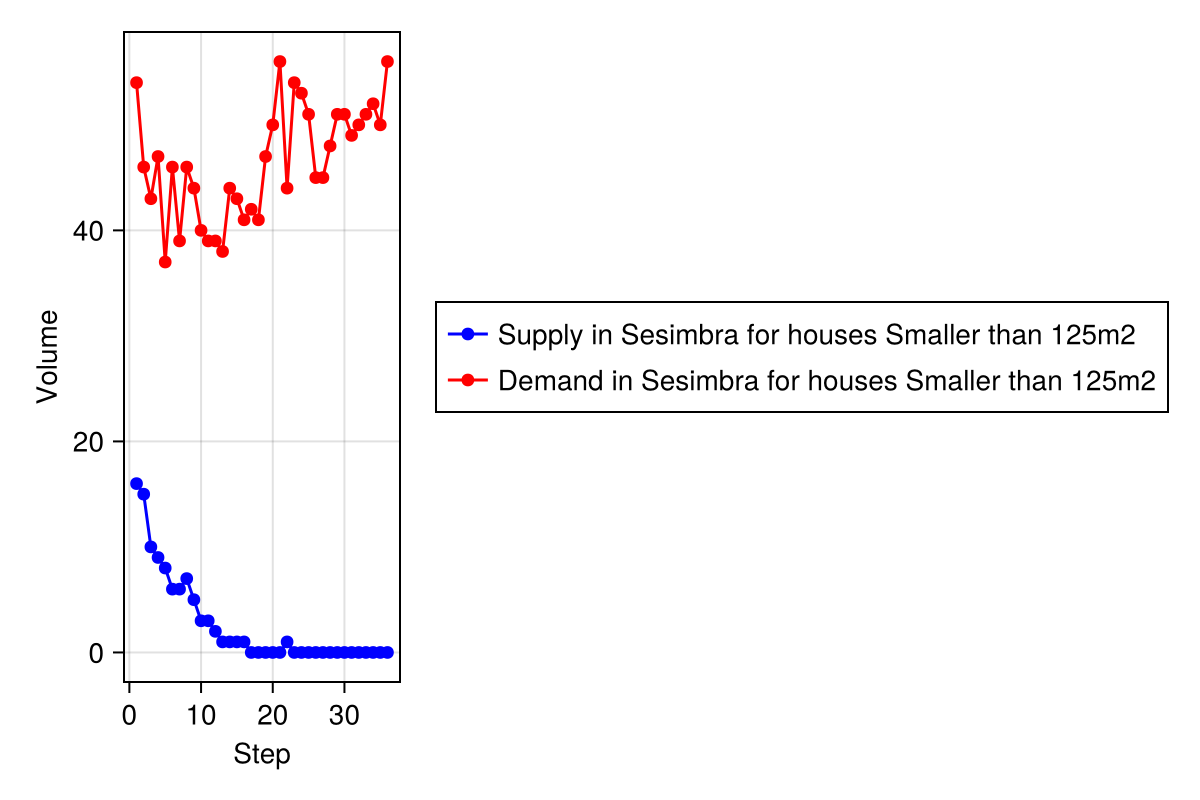 Volume
40
20
0
0 10 20 30
Step
Supply in Sesimbra for houses Smaller than 125m2
Demand in Sesimbra for houses Smaller than 125m2